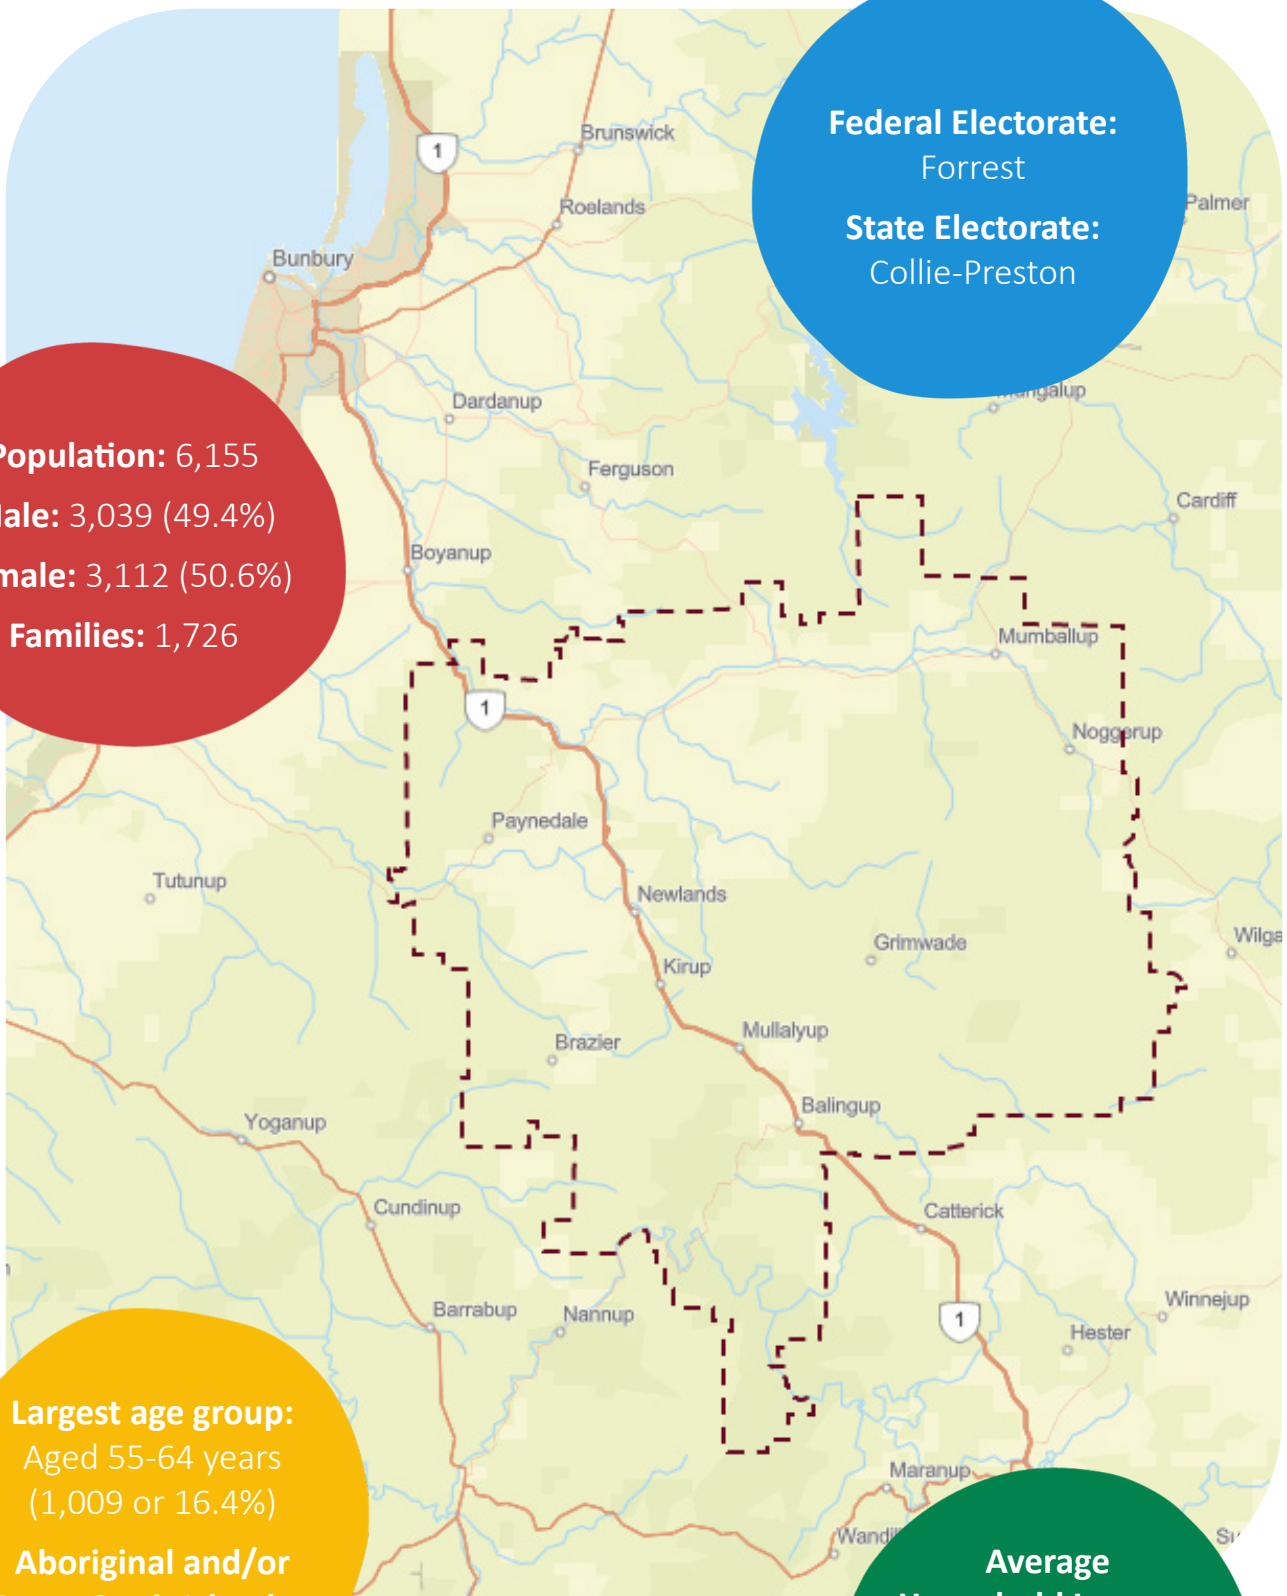 Federal Electorate:
Forrest
State Electorate:
Collie-Preston
Brunswick
1
Roelands
Palmer
Bunbury
Dardanup
Ferguson
Cardiff
Population: 6,155
3,039 (49.4%)
3,112 (50.6%)
Families: 1,726
Boyanup
Mumballup
1
Noggerup
Paynedale
Tutunup
Newlands
Grimwade
Wilga
Kirup
Mullalyup
Brazier
Balingup
Yoganup
Cundinup
Catterick
Barrabup
Nannup
1
Winnejup
Hester
Largest age group:
Aged 55-64 years
(1,009 or 16.4%)
Aboriginal and/or
Maranup
Average